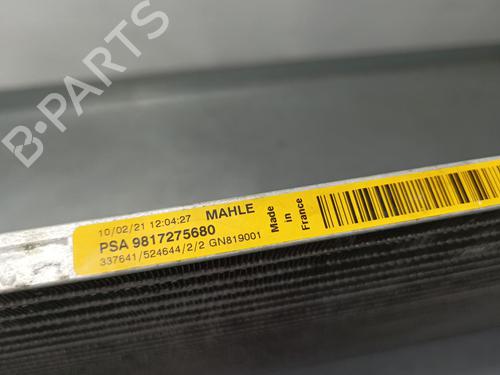 B-PARTS
10/02/21 12:04:27 MAHLE
PSA 9817275680
337641/524644/2/2 GN819001
Made
in
France